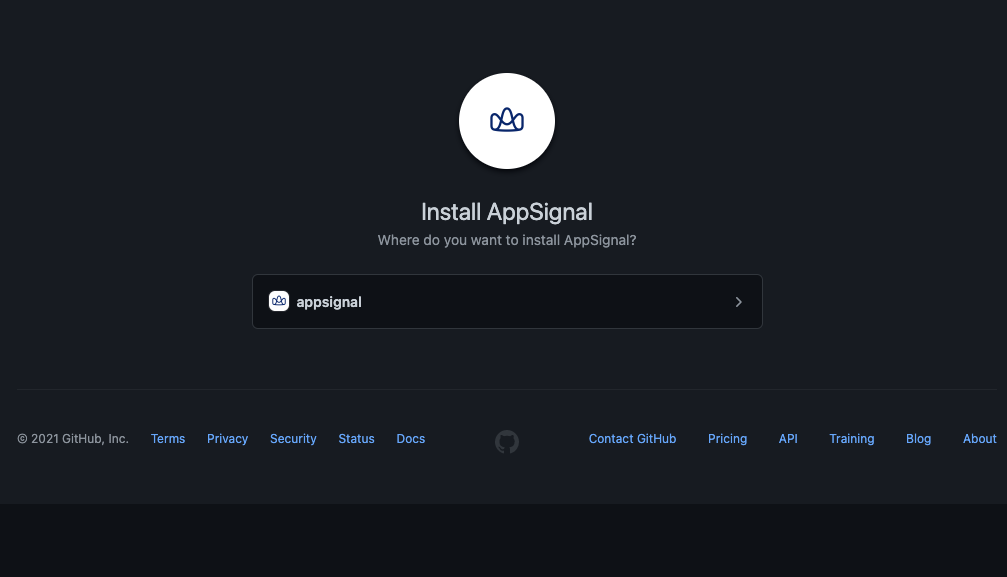 Install AppSignal
Where do you want to install AppSignal?
appsignal
© 2021 GitHub, Inc. Terms Privacy Security Status Docs Contact GitHub Pricing API Training Blog About